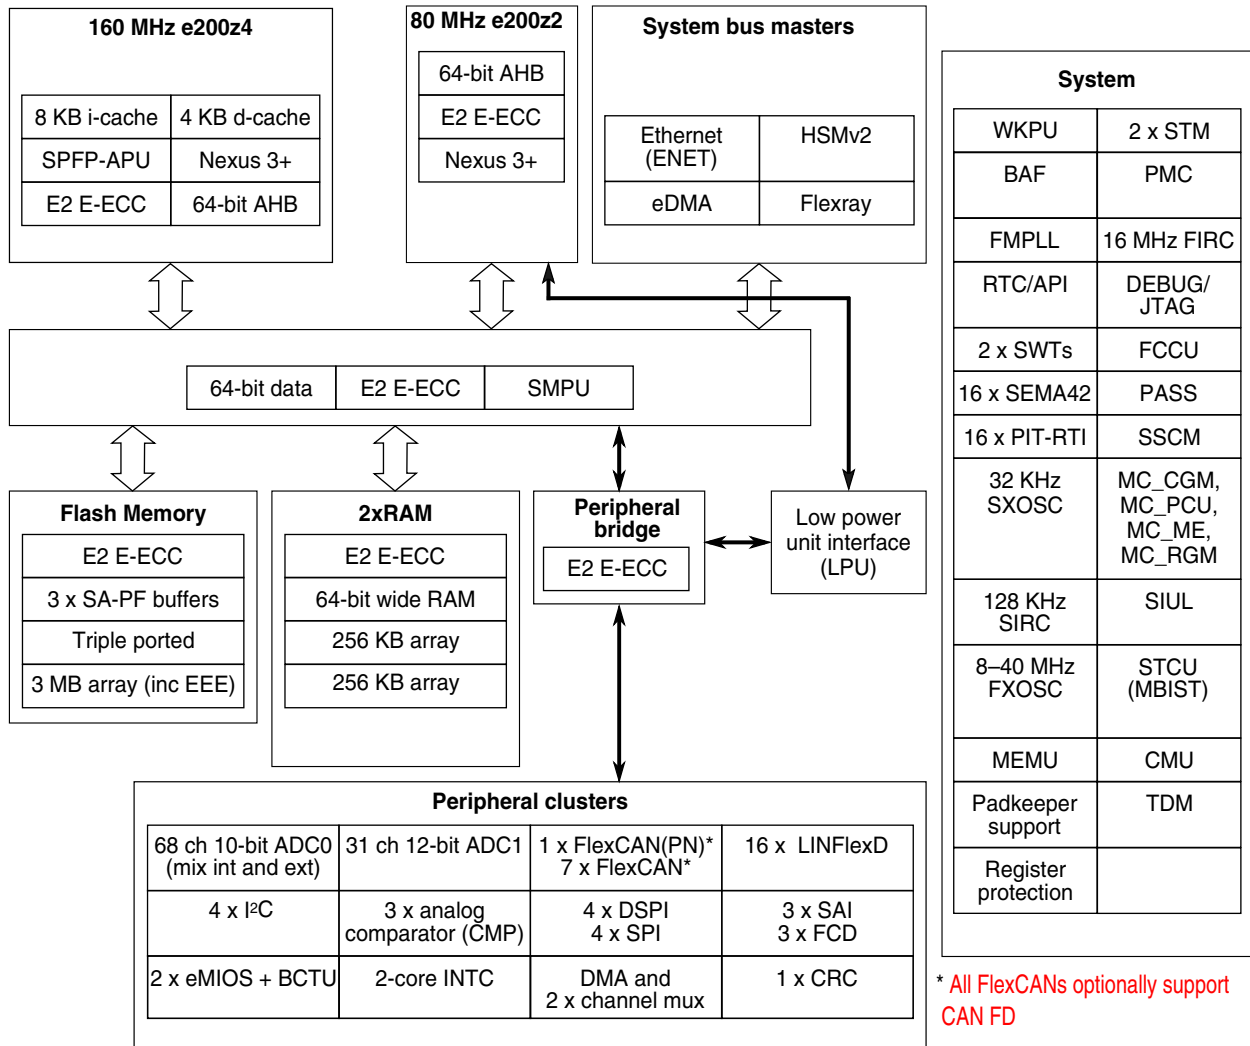 160 MHz e200z4
8 KB i-cache
4 KB d-cache
SPFP-APU
Nexus 3+
E2 E-ECC
64-bit AHB
80 MHz e200z2
64-bit AHB
E2 E-ECC
Nexus 3+
System bus masters
Ethernet
(ENET)
HSMv2
eDMA
Flexray
64-bit data
E2 E-ECC
SMPU
Flash Memory
E2 E-ECC
3 x SA-PF buffers
Triple ported
3 MB array (inc EEE)
2xRAM
E2 E-ECC
64-bit wide RAM
256 KB array
256 KB array
Peripheral
bridge
E2 E-ECC
Low power
unit interface
(LPU)
Peripheral clusters
68 ch 10-bit ADC0
(mix int and ext)
31 ch 12-bit ADC1
1 x FlexCAN(PN)*
7 x FlexCAN*
16 x LINFlexD
4 x I²C
3 x analog
comparator (CMP)
4 x DSPI
4 x SPI
3 x SAI
3 x FCD
2 x eMIOS + BCTU
2-core INTC
DMA and
2 x channel mux
1 x CRC
System
WKPU
2 x STM
BAF
PMC
FMPLL
16 MHz FIRC
RTC/API
DEBUG/
JTAG
2 x SWTs
FCCU
16 x SEMA42
PASS
16 x PIT-RTI
SSCM
32 KHz
SXOSC
MC_CGM,
MC_PCU,
MC_ME,
MC_RGM
128 KHz
SIRC
SIUL
8–40 MHz
FXOSC
STCU
(MBIST)
MEMU
CMU
Padkeeper
support
TDM
Register
protection
* All FlexCANs optionally support
CAN FD